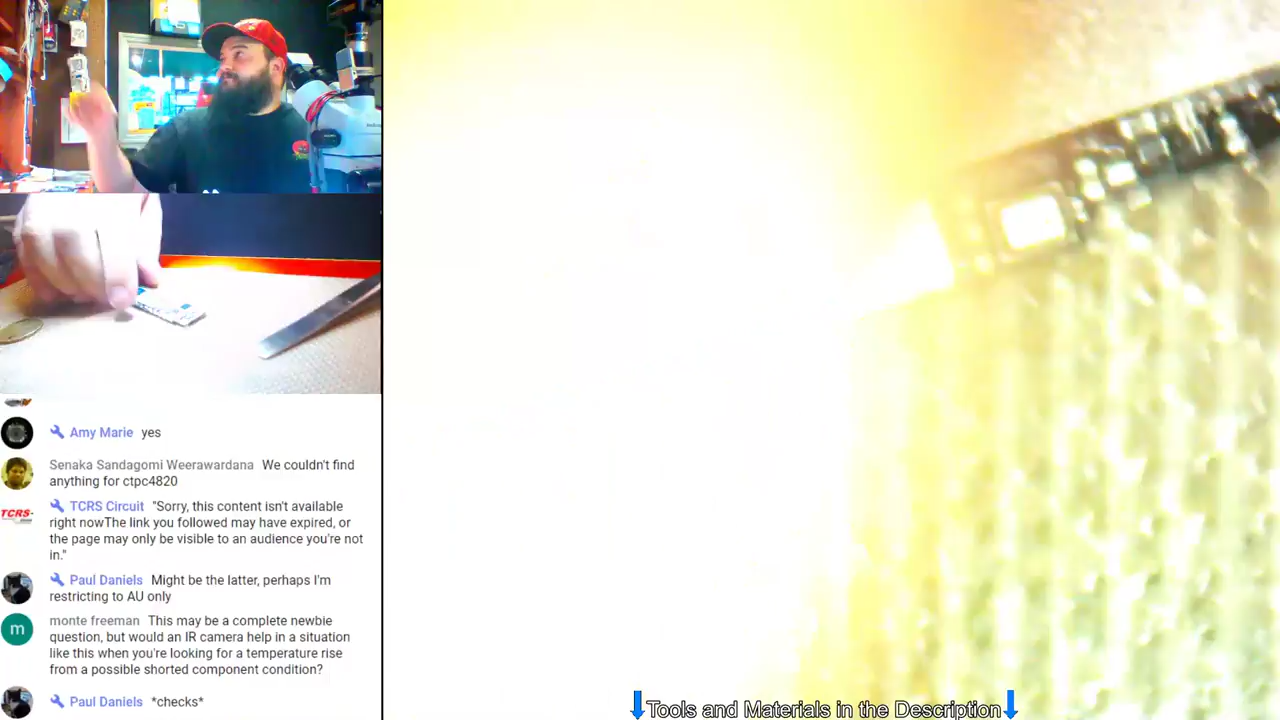 Amy Marie yes
Senaka Sandagomi Weerawardana We couldn't find
anything for ctpc4820
TCRS Circuit "Sorry, this content isn't available
right nowThe link you followed may have expired, or
the page may only be visible to an audience you're not
in."
Paul Daniels Might be the latter, perhaps I'm
restricting to AU only
m
monte freeman This may be a complete newbie
question, but would an IR camera help in a situation
like this when you're looking for a temperature rise
from a possible shorted component condition?
Paul Daniels *checks*
TCRS
Tools and Materials in the Description